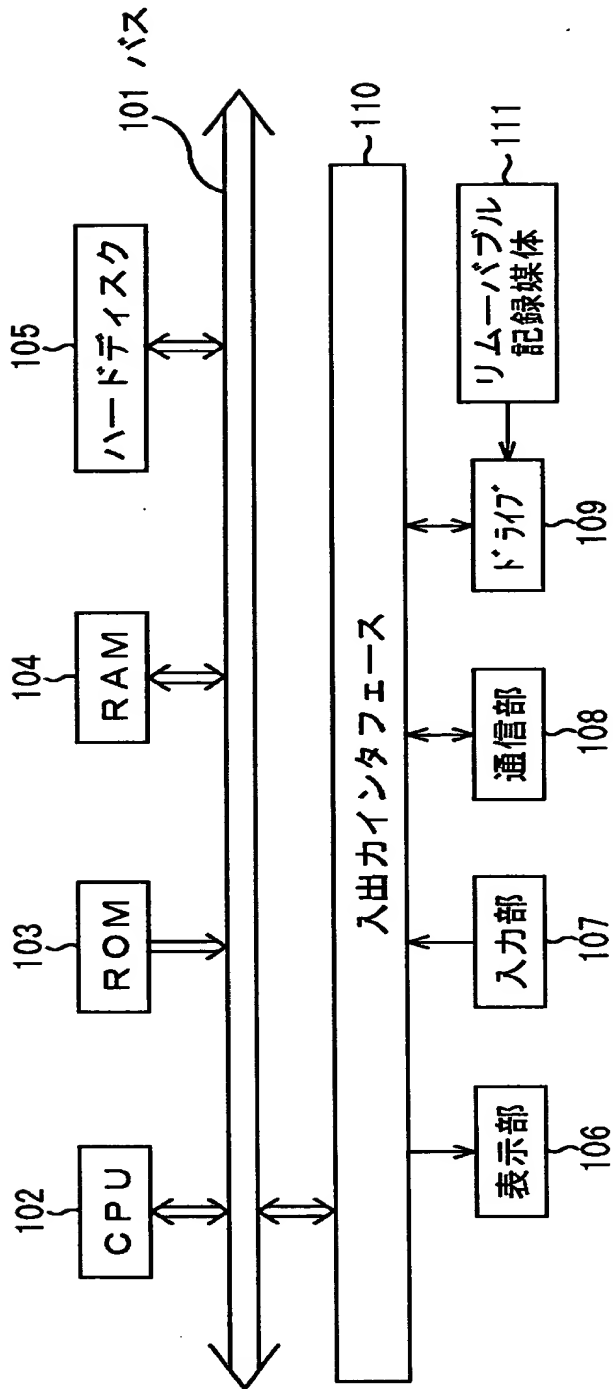 101 バス
102
CPU
103
ROM
104
RAM
105
ハードディスク
110
入出力インタフェース
表示部
106
入力部
107
通信部
108
ドライブ
109
111
リムーバブル
記録媒体